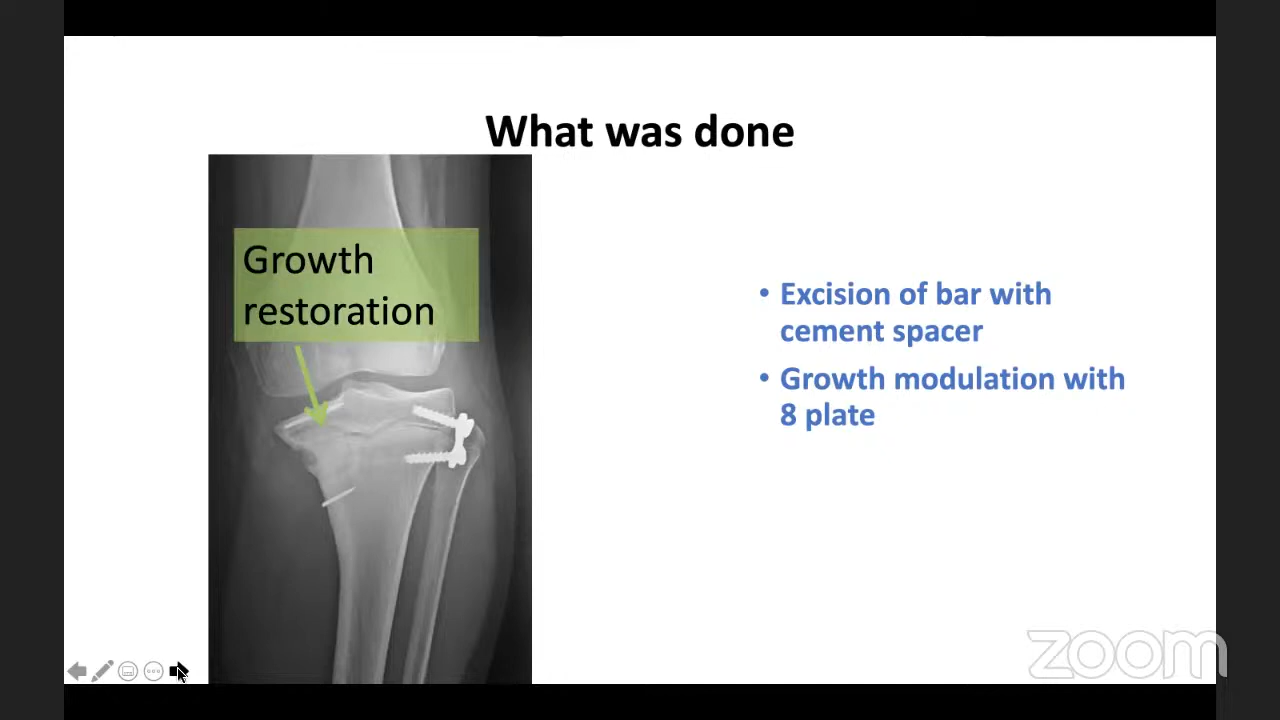 What was done
Growth
restoration
• Excision of bar with
cement spacer
• Growth modulation with
8 plate
zoom